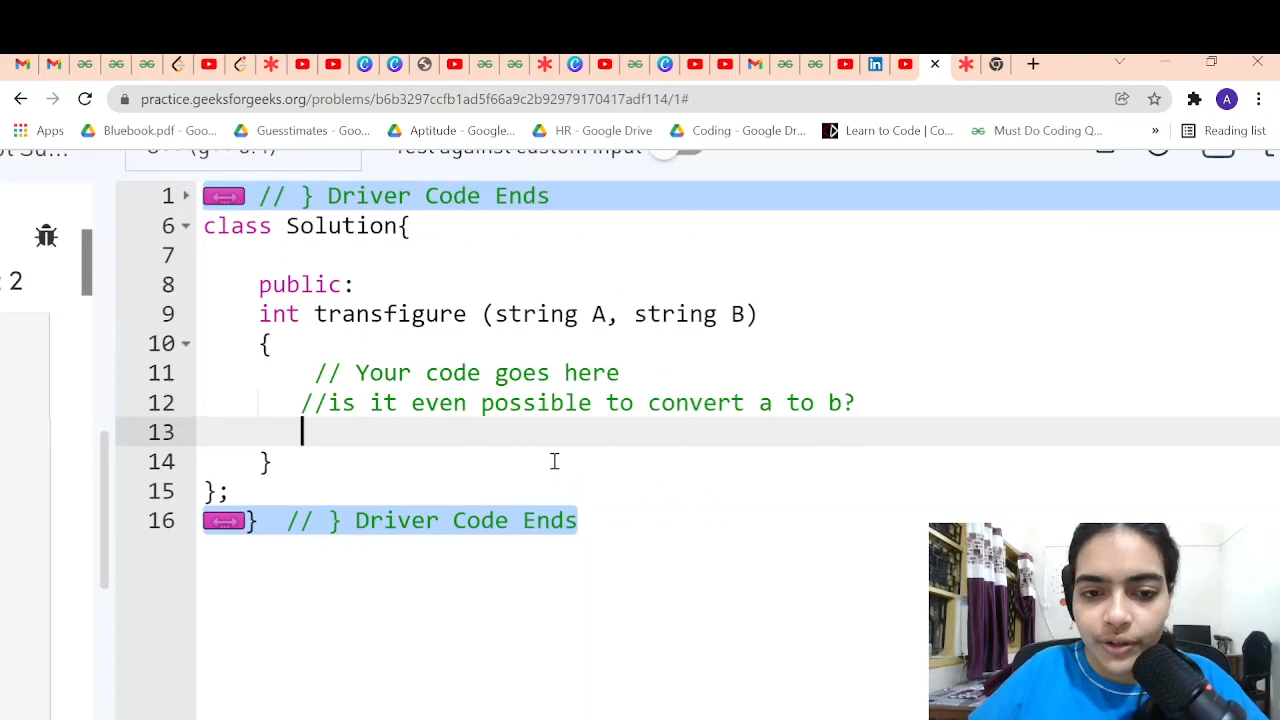 practice.geeksforgeeks.org/problems/b6b3297ccfb1ad5f66a9c2b92979170417adf114/1#
A
Apps
Bluebook.pdf - Goo...
Guesstimates - Goo...
Aptitude - Google...
HR - Google Drive
Coding - Google Dr...
Learn to Code | Co...
Must Do Coding Q...
»
Reading list
: 2
1 // } Driver Code Ends
6 class Solution{
7
8 public:
9 int transfigure (string A, string B)
10 {
11 // Your code goes here
12 //is it even possible to convert a to b?
13
14 }
15 };
16 } // } Driver Code Ends